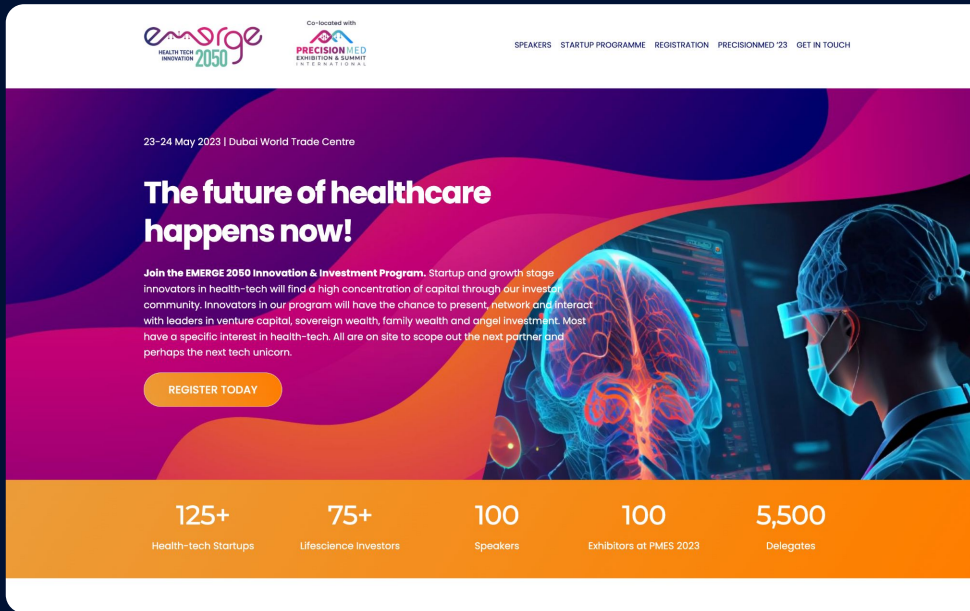 emerge
HEALTH TECH
INNOVATION
2050
Co-located with
PRECISIONMED
EXHIBITION & SUMMIT
INTERNATIONAL
SPEAKERS STARTUP PROGRAMME REGISTRATION PRECISIONMED '23 GET IN TOUCH
23-24 May 2023 | Dubai World Trade Centre
The future of healthcare
happens now!
Join the EMERGE 2050 Innovation & Investment Program. Startup and growth stage
innovators in health-tech will find a high concentration of capital through our investor
community. Innovators in our program will have the chance to present, network and interact
with leaders in venture capital, sovereign wealth, family wealth and angel investment. Most
have a specific interest in health-tech. All are on site to scope out the next partner and
perhaps the next tech unicorn.
REGISTER TODAY
125+ 75+ 100 100 5,500
Health-tech Startups Lifescience Investors Speakers Exhibitors at PMES 2023 Delegates